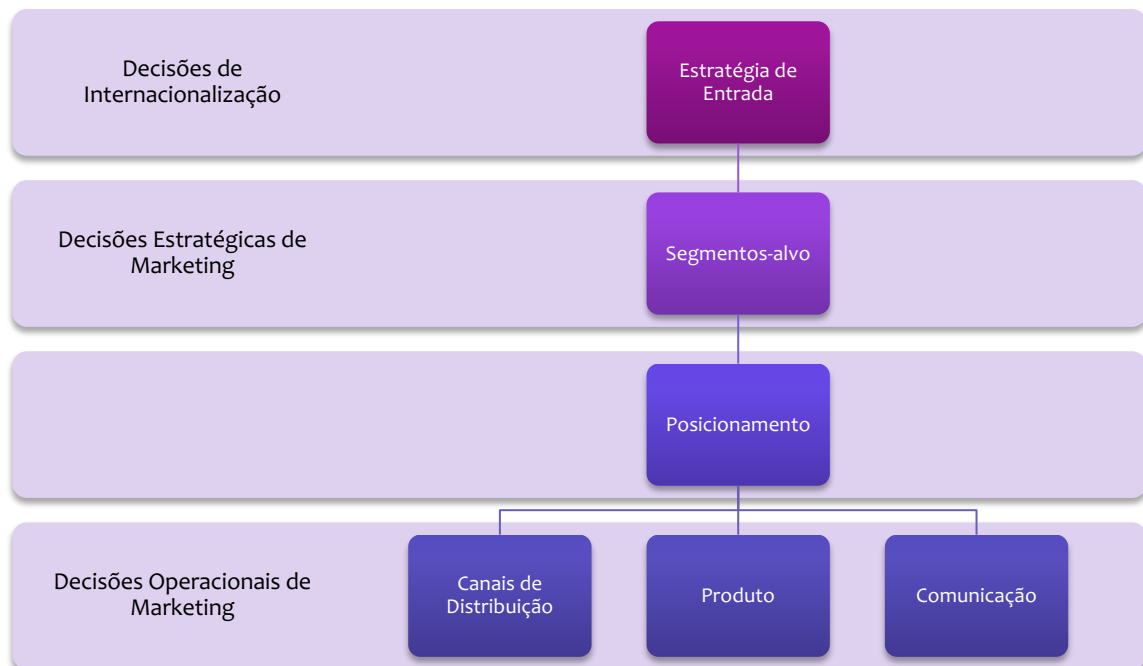 Decisões de
Internacionalização
Estratégia de
Entrada
Decisões Estratégicas de
Marketing
Segmentos-alvo
Posicionamento
Decisões Operacionais de
Marketing
Canais de
Distribuição
Produto
Comunicação